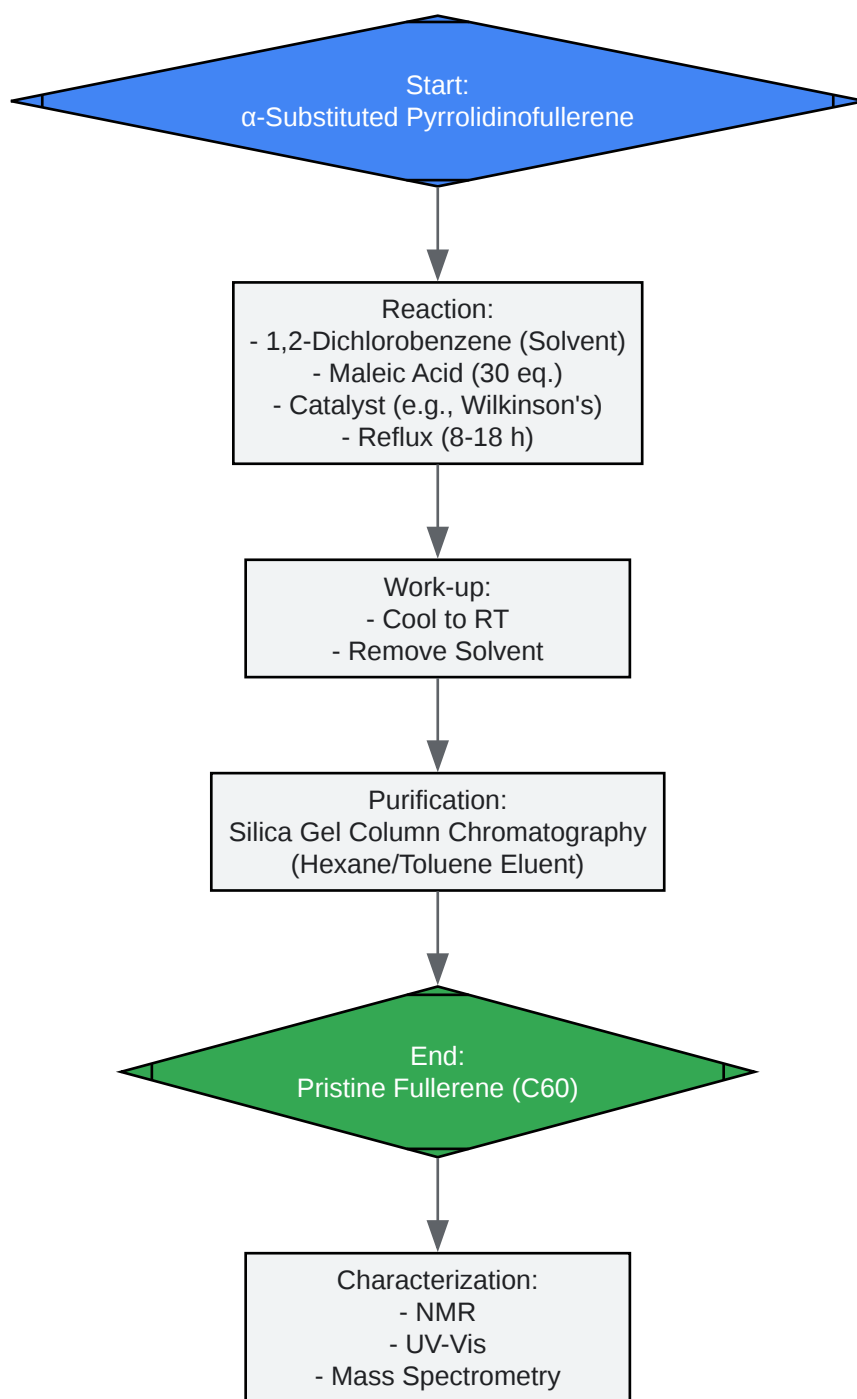 Start:
α-Substituted Pyrrolidinofullerene
Reaction:
- 1,2-Dichlorobenzene (Solvent)
- Maleic Acid (30 eq.)
- Catalyst (e.g., Wilkinson's)
- Reflux (8-18 h)
Work-up:
- Cool to RT
- Remove Solvent
Purification:
Silica Gel Column Chromatography
(Hexane/Toluene Eluent)
End:
Pristine Fullerene (C60)
Characterization:
- NMR
- UV-Vis
- Mass Spectrometry